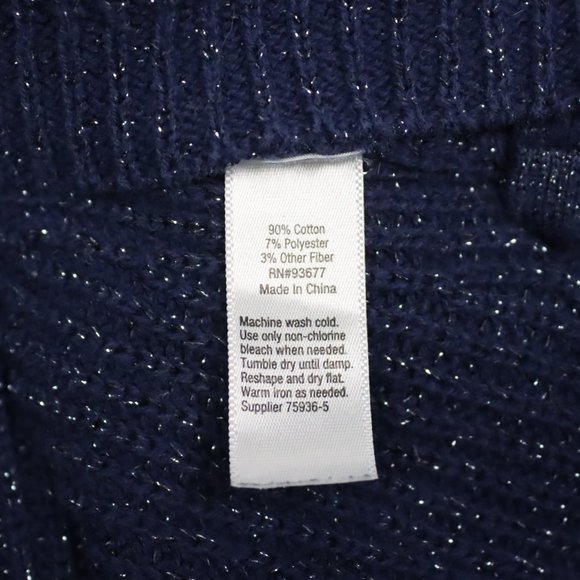 90% Cotton
7% Polyester
3% Other Fiber
RN#93677
Made In China
Machine wash cold.
Use only non-chlorine
bleach when needed.
Tumble dry until damp.
Reshape and dry flat.
Warm iron as needed.
Supplier 75936-5